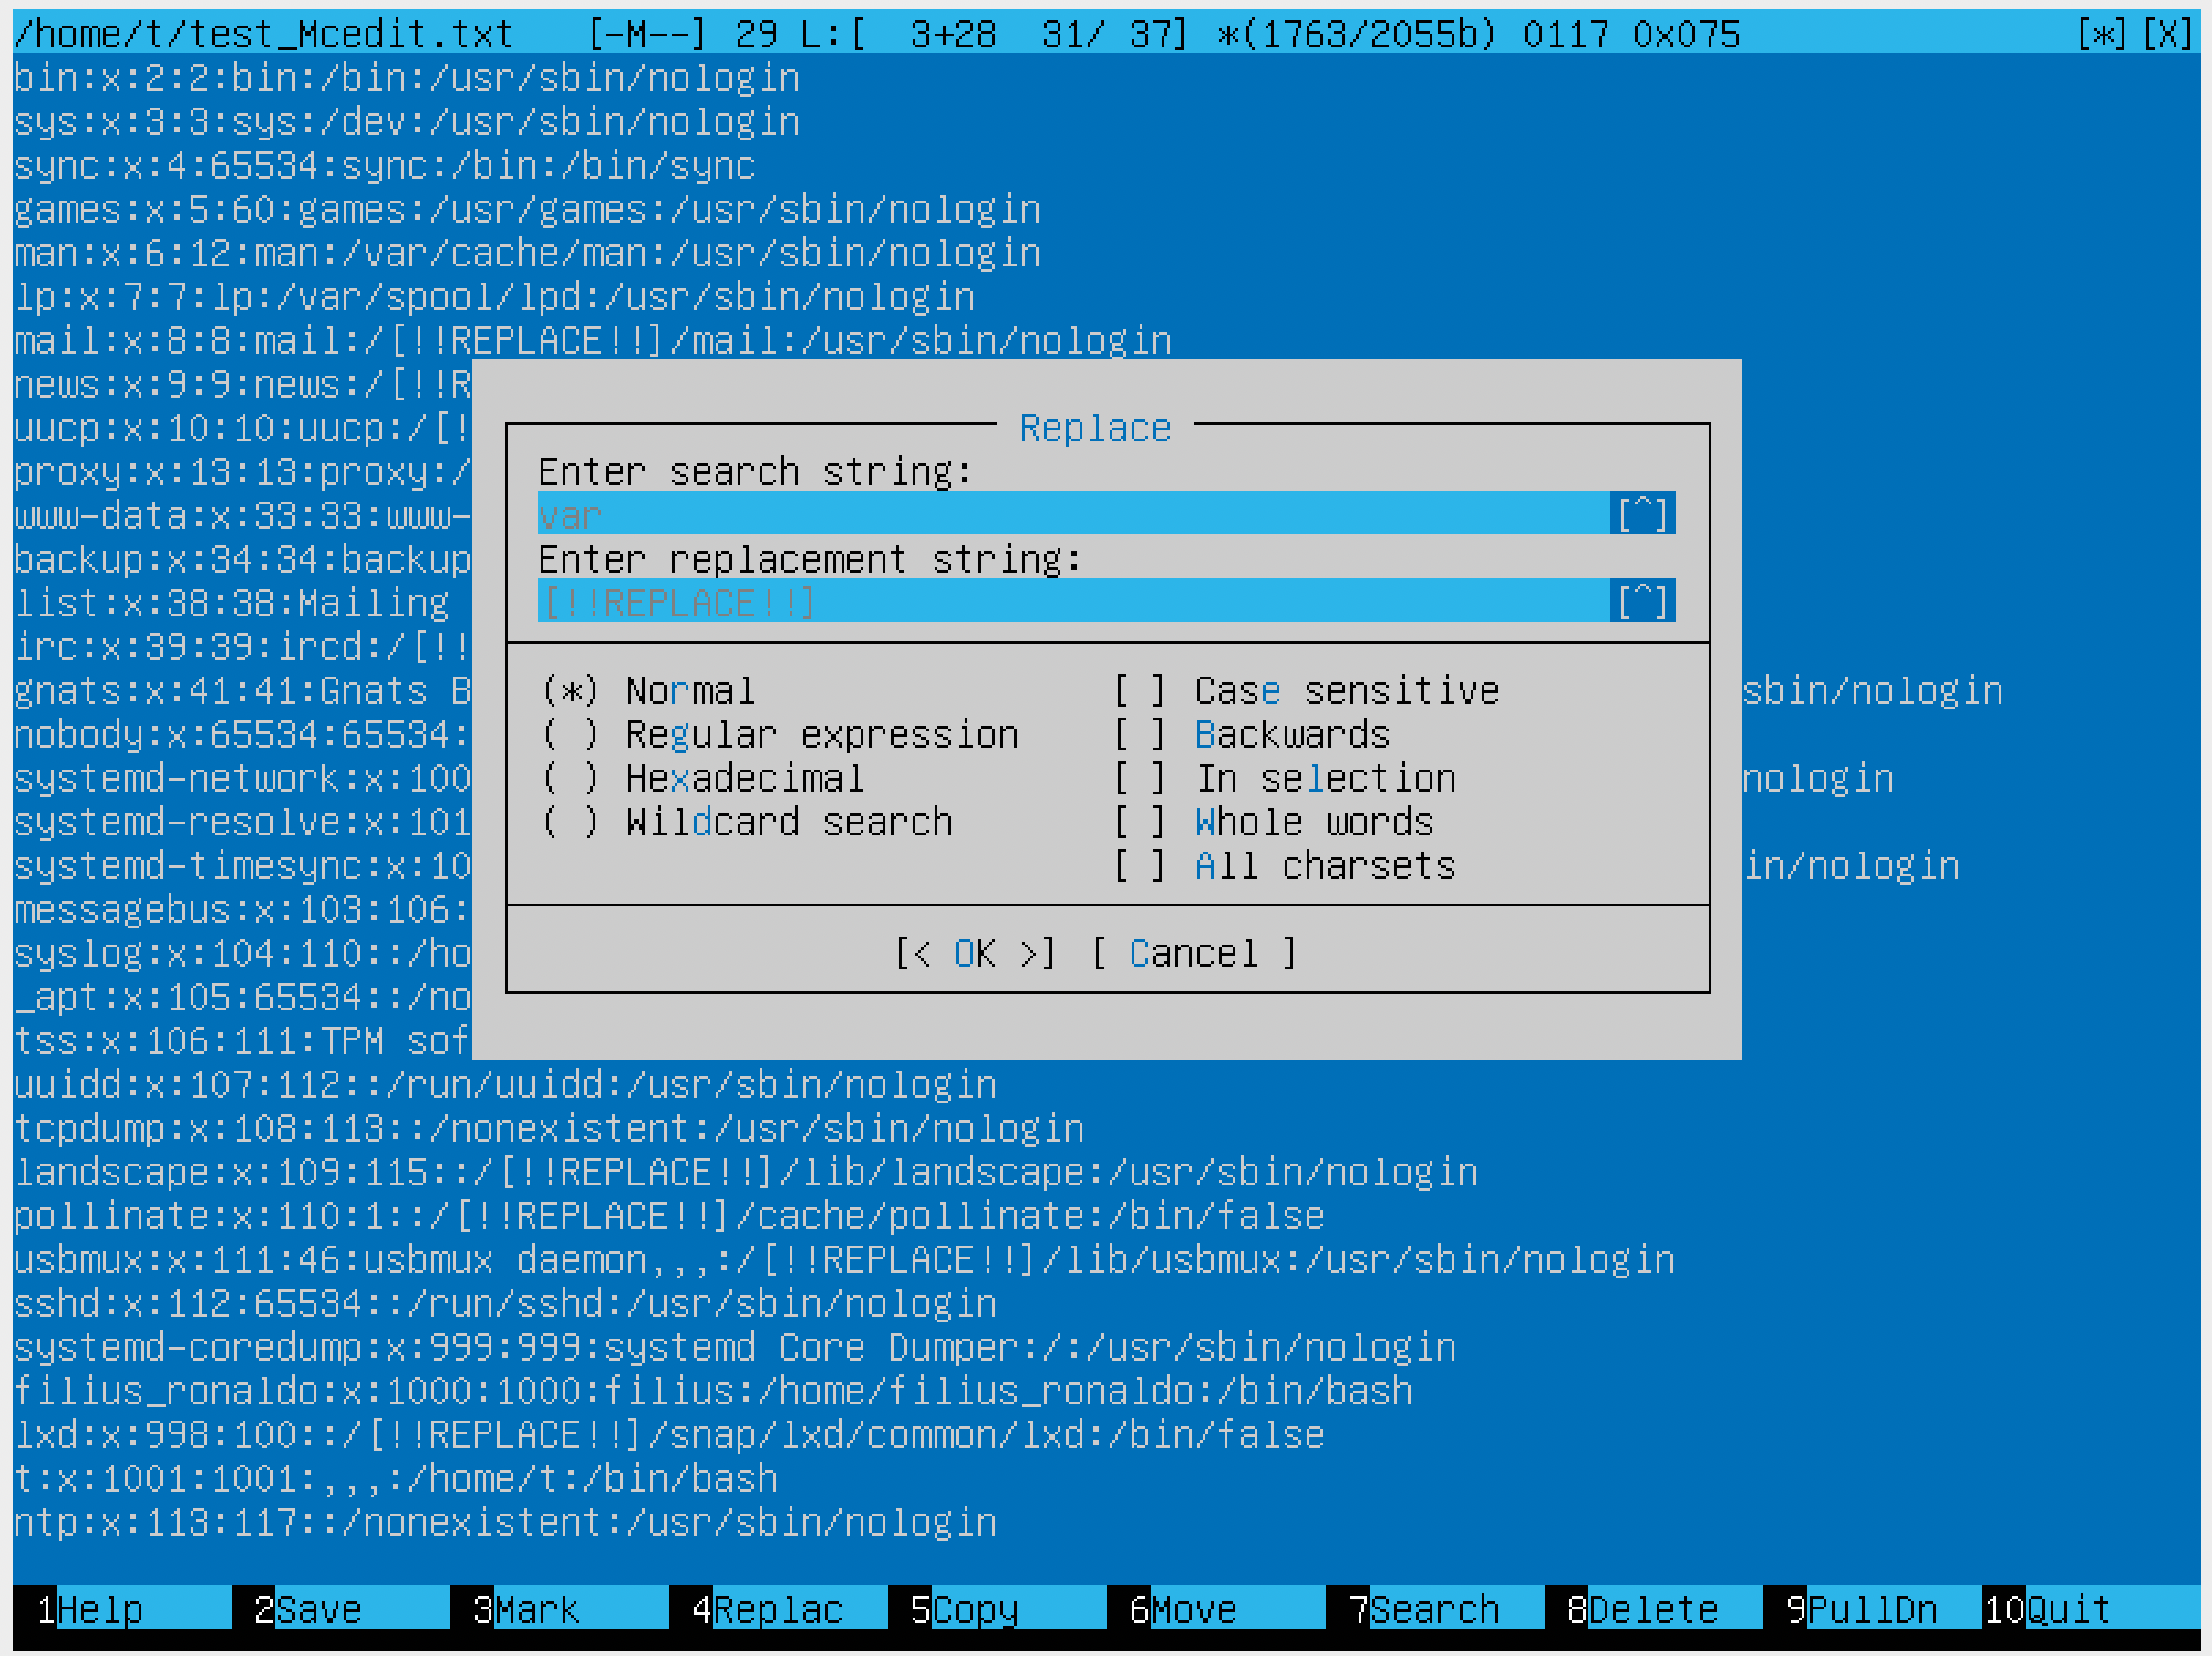 /home/t/test_Mcedit.txt [-M--] 29 L:[ 3+28 31/ 37] *(1763/2055b) 0117 0x075 [*][X]
bin:x:2:2:bin:/bin:/usr/sbin/nologin
sys:x:3:3:sys:/dev:/usr/sbin/nologin
sync:x:4:65534:sync:/bin:/bin/sync
games:x:5:60:games:/usr/games:/usr/sbin/nologin
man:x:6:12:man:/var/cache/man:/usr/sbin/nologin
lp:x:7:7:lp:/var/spool/lpd:/usr/sbin/nologin
mail:x:8:8:mail:/[!!REPLACE!!]/mail:/usr/sbin/nologin
news:x:9:9:news:/[!!R
uucp:x:10:10:uucp:/[!
proxy:x:13:13:proxy:/
www-data:x:33:33:www-
backup:x:34:34:backup
list:x:38:38:Mailing
irc:x:39:39:ircd:/[!!
gnats:x:41:41:Gnats B sbin/nologin
nobody:x:65534:65534:
systemd-network:x:100 nologin
systemd-resolve:x:101
systemd-timesync:x:10 in/nologin
messagebus:x:103:106:
syslog:x:104:110::/ho
_apt:x:105:65534::/no
tss:x:106:111:TPM sof
Replace
Enter search string:
var [^]
Enter replacement string:
[!!REPLACE!!] [^]
(*) Normal [ ] Case sensitive
( ) Regular expression [ ] Backwards
( ) Hexadecimal [ ] In selection
( ) Wildcard search [ ] Whole words
[ ] All charsets
[< OK >] [ Cancel ]
uuidd:x:107:112::/run/uuidd:/usr/sbin/nologin
tcpdump:x:108:113::/nonexistent:/usr/sbin/nologin
landscape:x:109:115::/[!!REPLACE!!]/lib/landscape:/usr/sbin/nologin
pollinate:x:110:1::/[!!REPLACE!!]/cache/pollinate:/bin/false
usbmux:x:111:46:usbmux daemon,,,:/[!!REPLACE!!]/lib/usbmux:/usr/sbin/nologin
sshd:x:112:65534::/run/sshd:/usr/sbin/nologin
systemd-coredump:x:999:999:systemd Core Dumper:/:/usr/sbin/nologin
filius_ronaldo:x:1000:1000:filius:/home/filius_ronaldo:/bin/bash
lxd:x:998:100::/[!!REPLACE!!]/snap/lxd/common/lxd:/bin/false
t:x:1001:1001:,,,:/home/t:/bin/bash
ntp:x:113:117::/nonexistent:/usr/sbin/nologin
1Help 2Save 3Mark 4Replac 5Copy 6Move 7Search 8Delete 9PullDn 10Quit